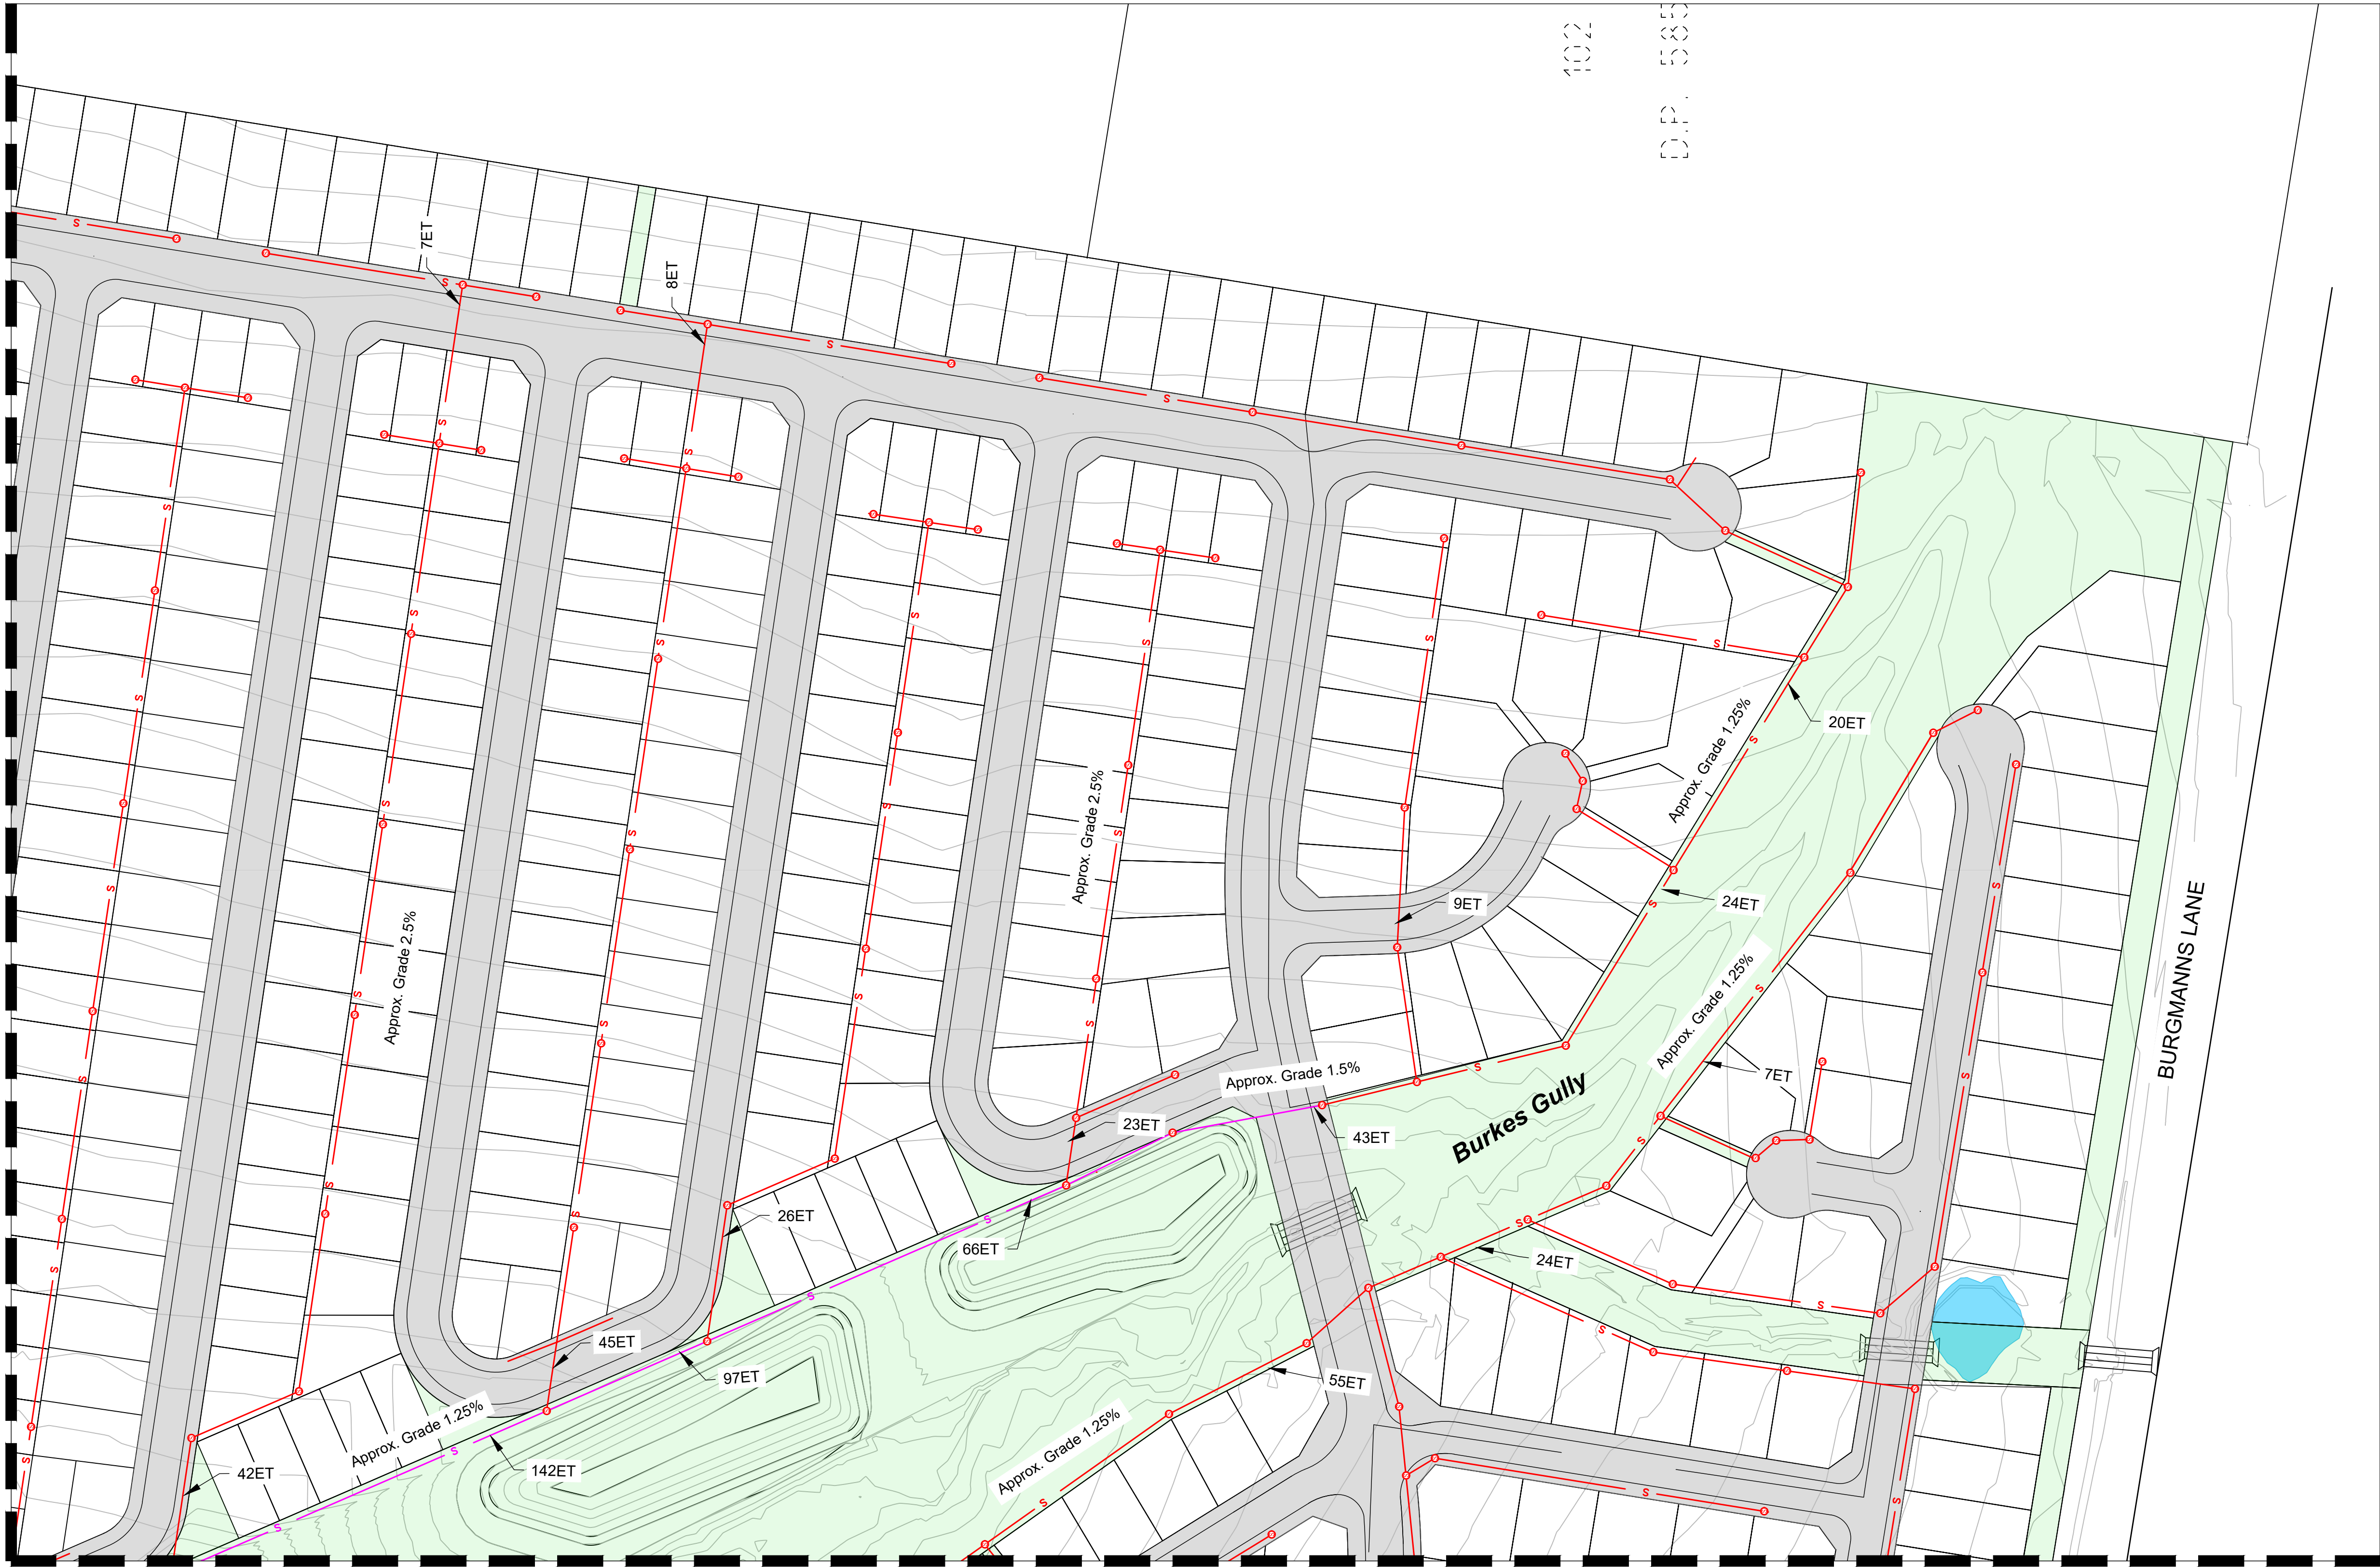 102
D.P. 585
7ET
8ET
Approx. Grade 1.25%
20ET
Approx. Grade 2.5%
9ET
24ET
BURGMANNS LANE
Approx. Grade 2.5%
Approx. Grade 1.25%
Approx. Grade 1.5%
7ET
23ET
43ET
Burkes Gully
26ET
66ET
24ET
45ET
97ET
55ET
Approx. Grade 1.25%
Approx. Grade 1.25%
42ET
142ET